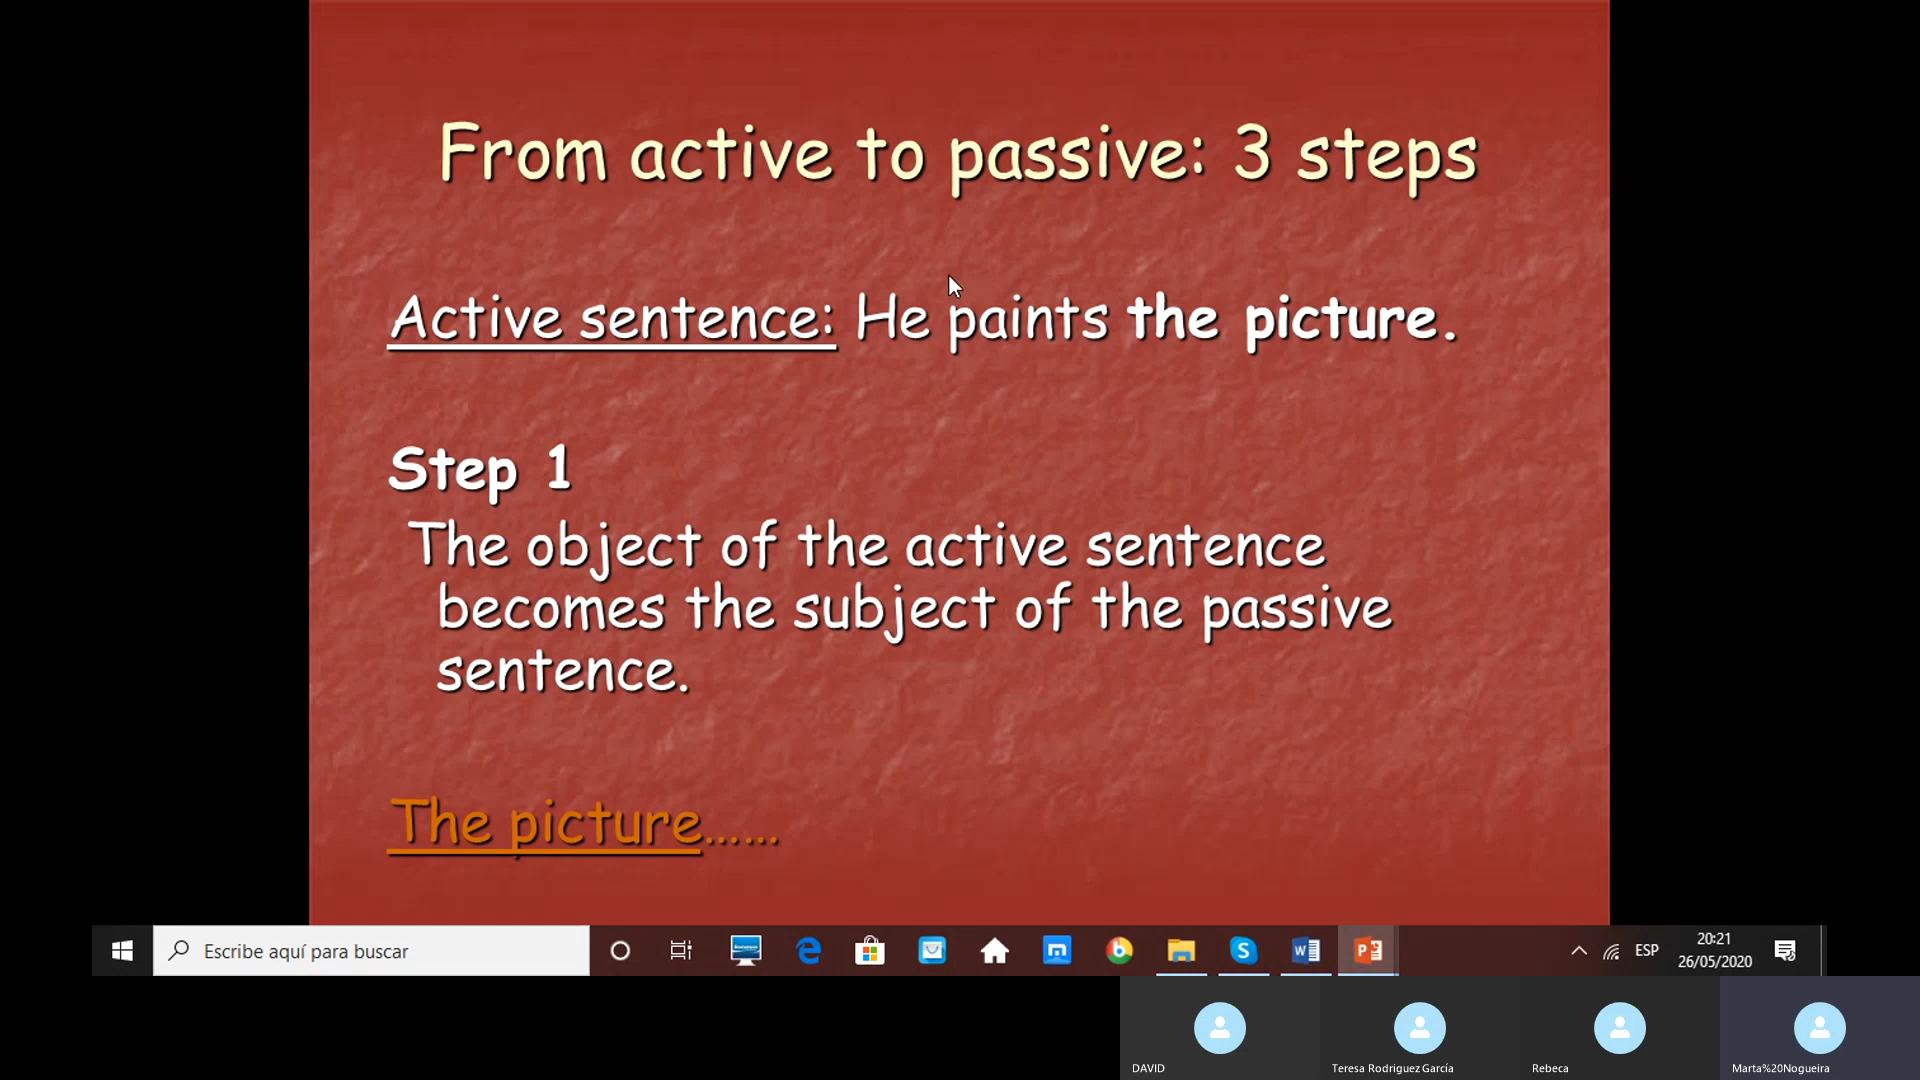 From active to passive: 3 steps
Active sentence: He paints the picture.
Step 1
The object of the active sentence
becomes the subject of the passive
sentence.
The picture......
Escribe aquí para buscar
ESP
20:21
26/05/2020
DAVID
Teresa Rodriguez García
Rebeca
Marta%20Nogueira